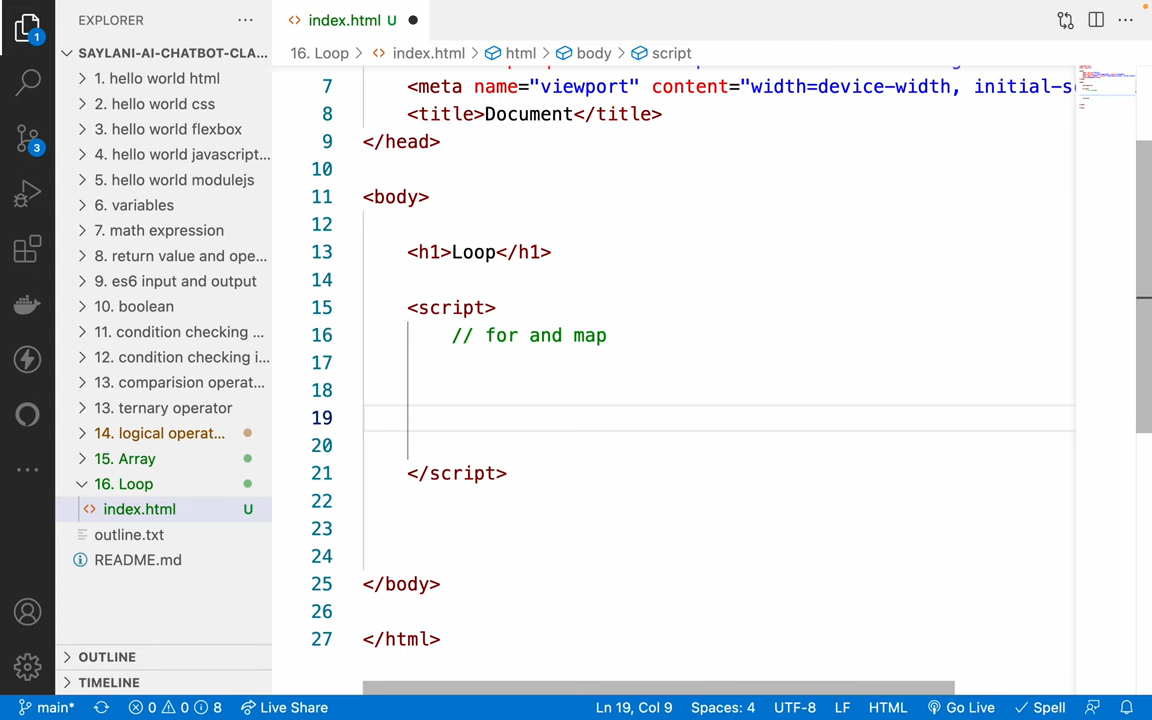 EXPLORER
index.html U
SAYLANI-AI-CHATBOT-CLA...
16. Loop > index.html > html > body > script
1. hello world html
2. hello world css
3. hello world flexbox
4. hello world javascript...
5. hello world modulejs
6. variables
7. math expression
8. return value and ope...
9. es6 input and output
10. boolean
11. condition checking ...
12. condition checking i...
13. comparision operat...
13. ternary operator
14. logical operat...
15. Array
16. Loop
index.html U
outline.txt
README.md
OUTLINE
TIMELINE
1
3
7 <meta name="viewport" content="width=device-width, initial-s
8 <title>Document</title>
9 </head>
10
11 <body>
12
13 <h1>Loop</h1>
14
15 <script>
16 // for and map
17
18
19
20
21 </script>
22
23
24
25 </body>
26
27 </html>
main* 0 0 8 Live Share Ln 19, Col 9 Spaces: 4 UTF-8 LF HTML Go Live Spell